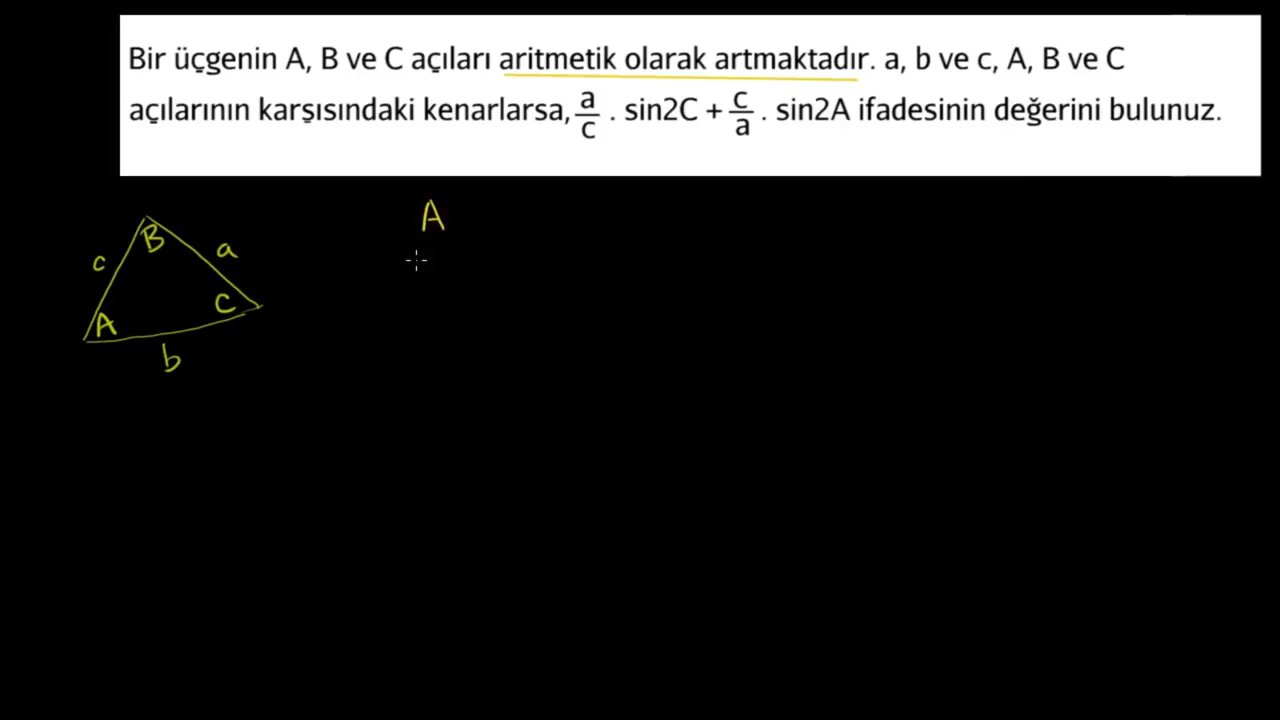 Bir üçgenin A, B ve C açıları aritmetik olarak artmaktadır. a, b ve c, A, B ve C
açılarının karşısındaki kenarlarsa, a/c . sin2C + c/a . sin2A ifadesinin değerini bulunuz.
A
B
a
c
C
A
b